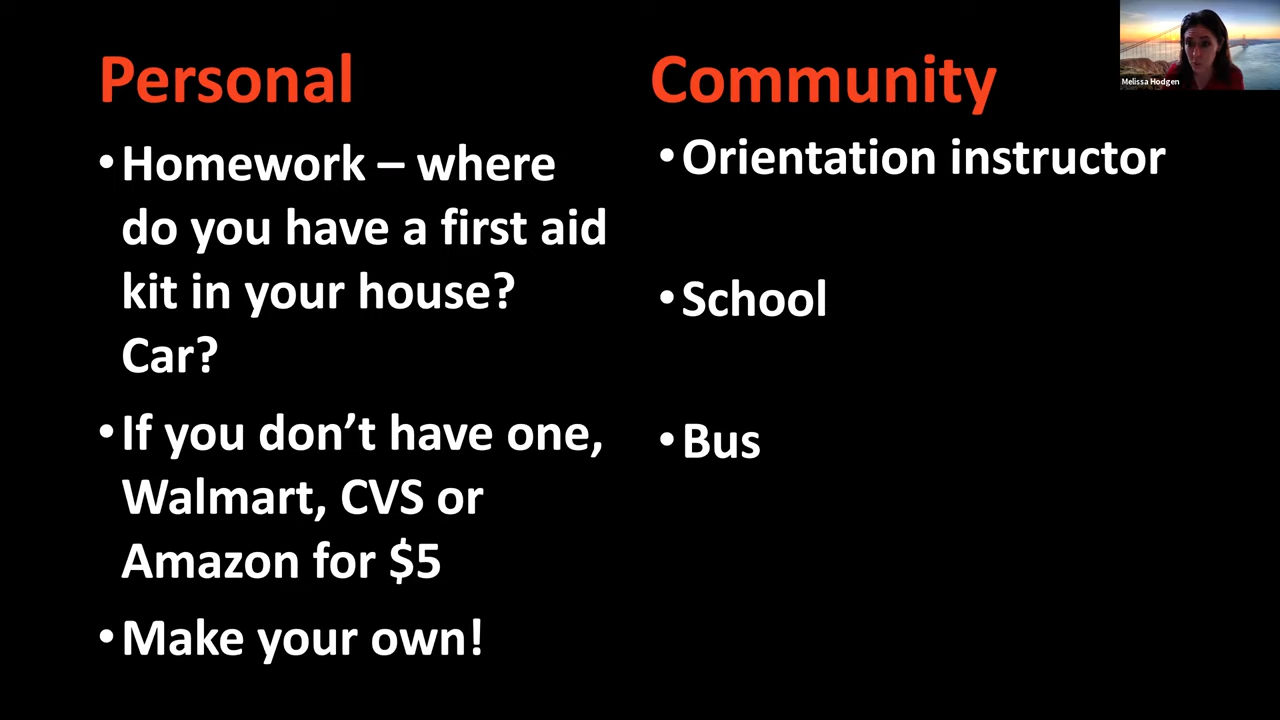 Personal
• Homework – where
do you have a first aid
kit in your house?
Car?
• If you don’t have one,
Walmart, CVS or
Amazon for $5
• Make your own!
Community
• Orientation instructor
• School
• Bus
Melissa Hodgen